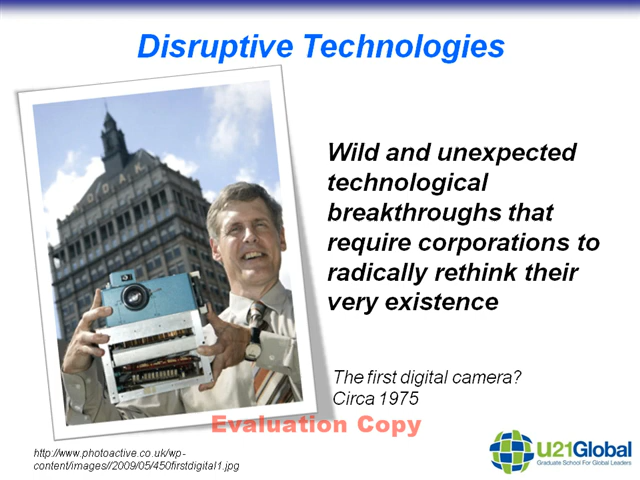 Disruptive Technologies
KODAK
Wild and unexpected
technological
breakthroughs that
require corporations to
radically rethink their
very existence
The first digital camera?
Circa 1975
Evaluation Copy
http://www.photoactive.co.uk/wp-
content/images//2009/05/450firstdigital1.jpg
U21Global
Graduate School For Global Leaders